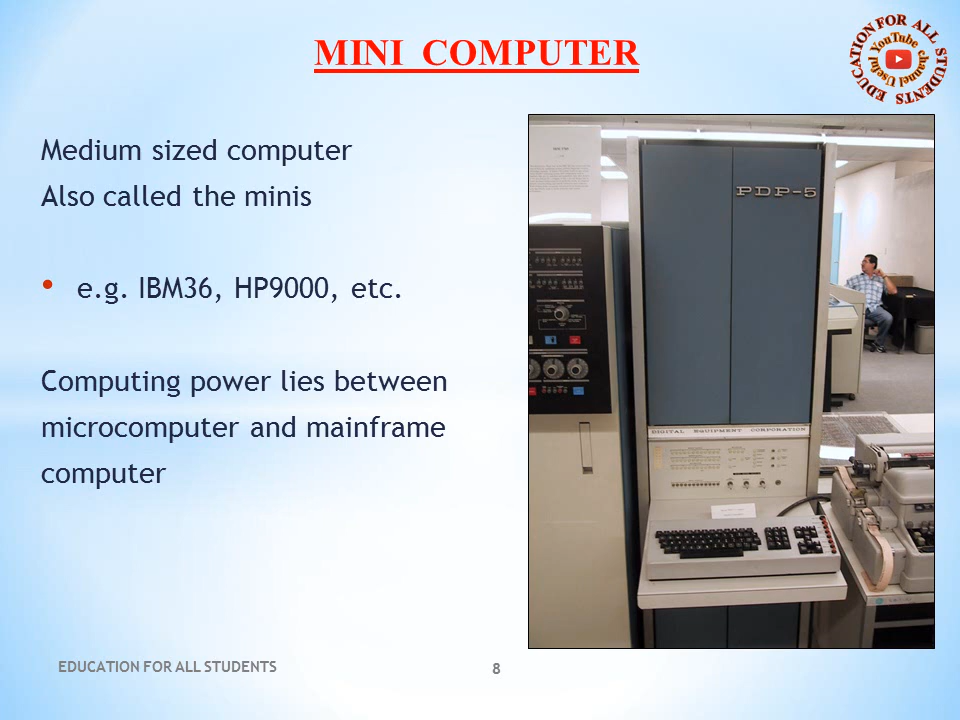 MINI COMPUTER
EDUCATION FOR ALL STUDENTS
YouTube channel Useful
Medium sized computer
Also called the minis
• e.g. IBM36, HP9000, etc.
Computing power lies between
microcomputer and mainframe
computer
PDP-5
DIGITAL EQUIPMENT CORPORATION
EDUCATION FOR ALL STUDENTS
8